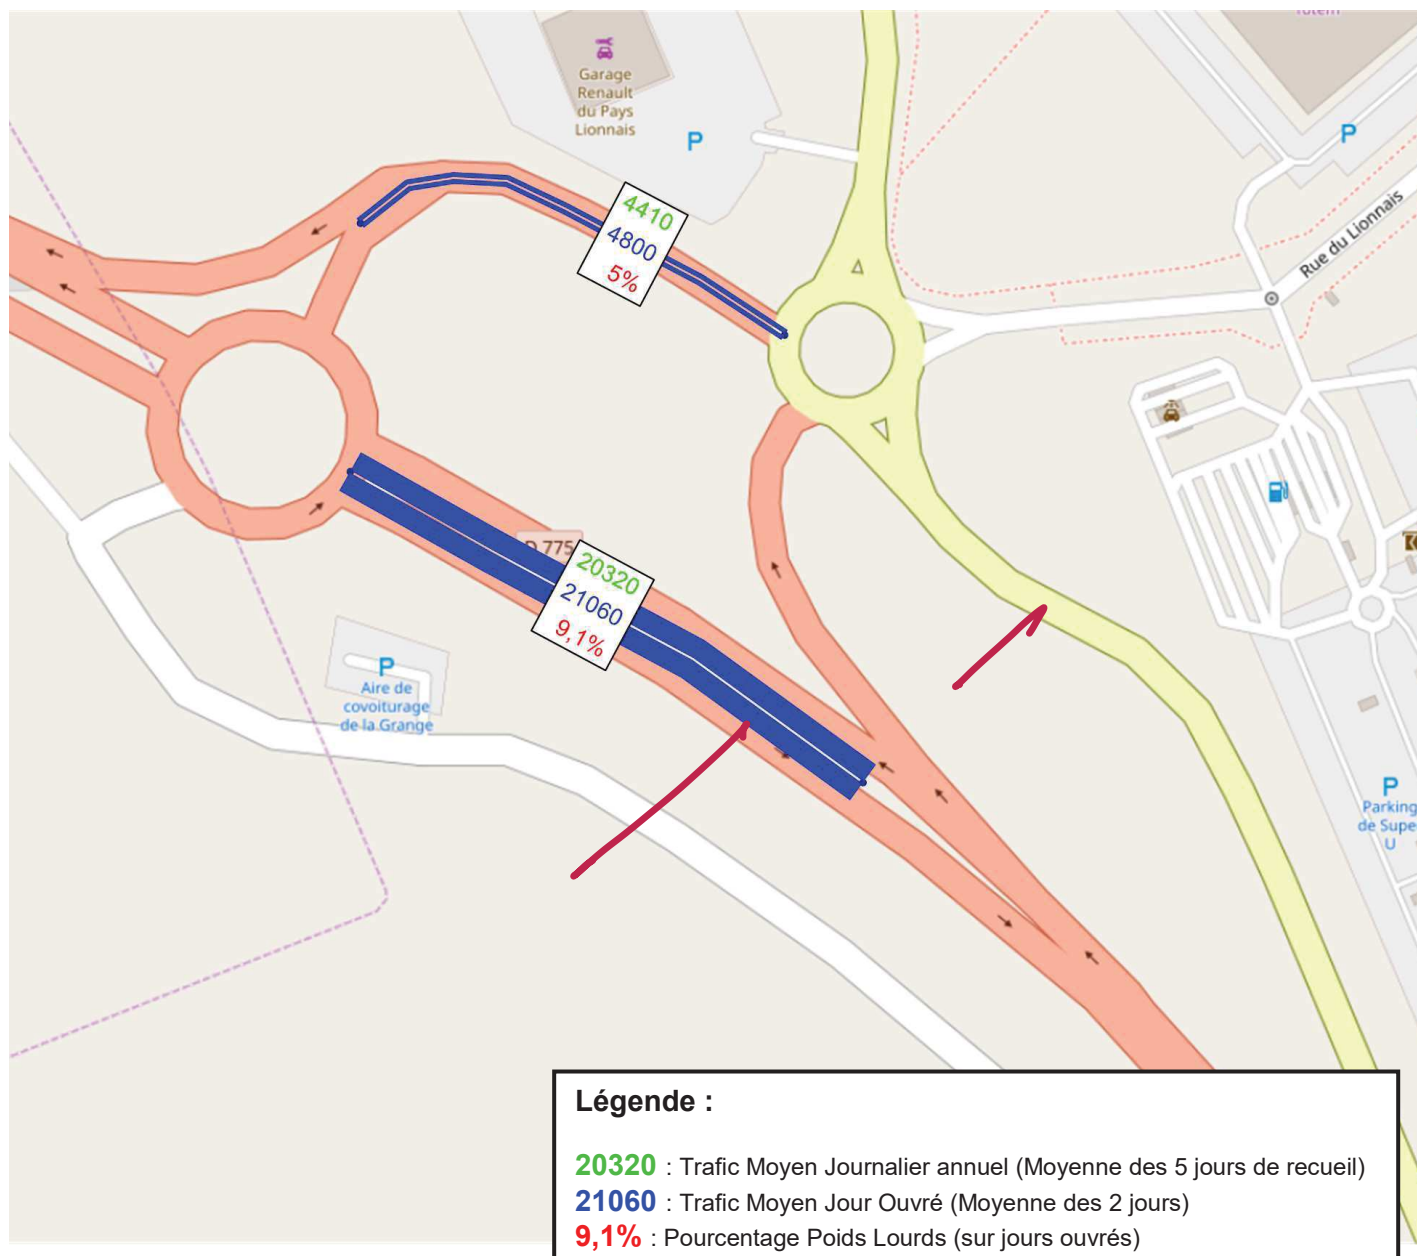 Totem
Garage
Renault
du Pays
Lionnais
P
P
4410
4800
5%
Rue du Lionnais
D 775
20320
21060
9,1%
P
Aire de
covoiturage
de la Grange
P
Parking
de Supe
U
Légende :
20320 : Trafic Moyen Journalier annuel (Moyenne des 5 jours de recueil)
21060 : Trafic Moyen Jour Ouvré (Moyenne des 2 jours)
9,1% : Pourcentage Poids Lourds (sur jours ouvrés)